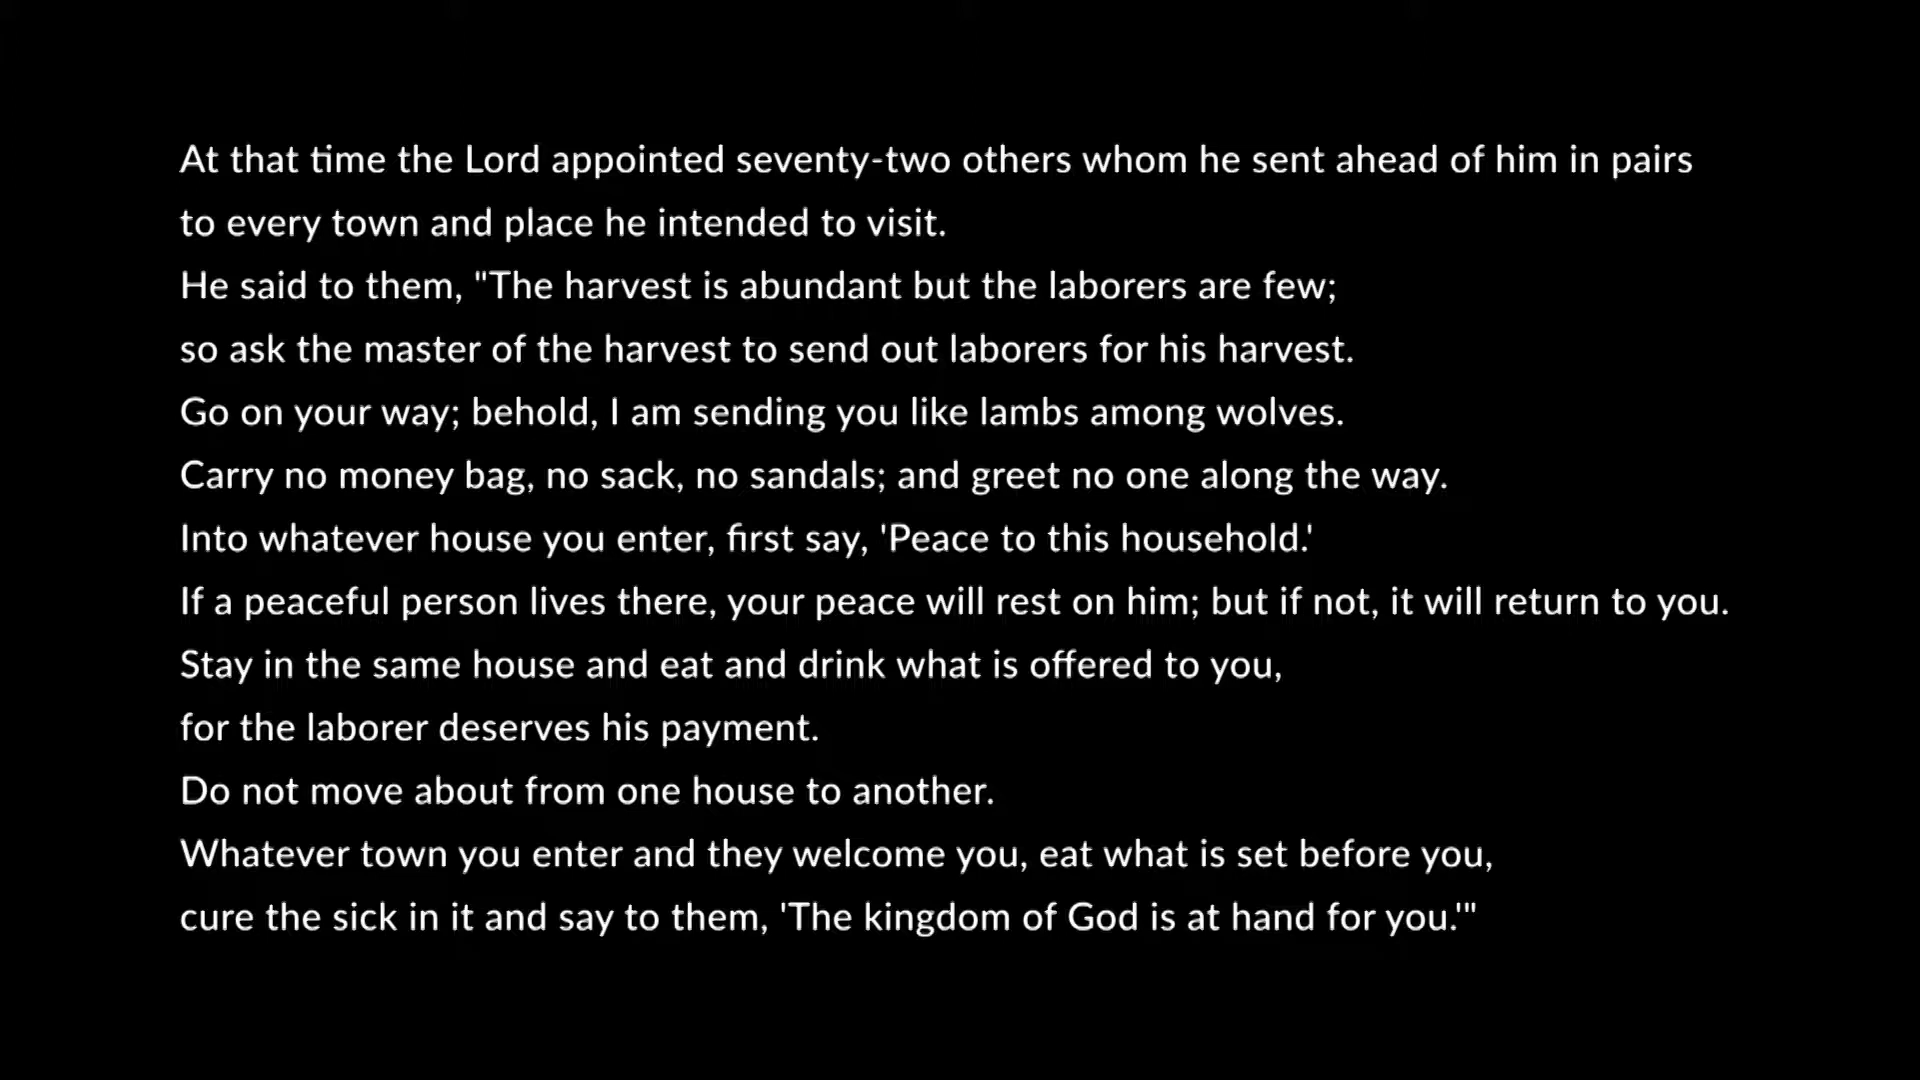 At that time the Lord appointed seventy-two others whom he sent ahead of him in pairs
to every town and place he intended to visit.
He said to them, "The harvest is abundant but the laborers are few;
so ask the master of the harvest to send out laborers for his harvest.
Go on your way; behold, I am sending you like lambs among wolves.
Carry no money bag, no sack, no sandals; and greet no one along the way.
Into whatever house you enter, first say, 'Peace to this household.'
If a peaceful person lives there, your peace will rest on him; but if not, it will return to you.
Stay in the same house and eat and drink what is offered to you,
for the laborer deserves his payment.
Do not move about from one house to another.
Whatever town you enter and they welcome you, eat what is set before you,
cure the sick in it and say to them, 'The kingdom of God is at hand for you.'"